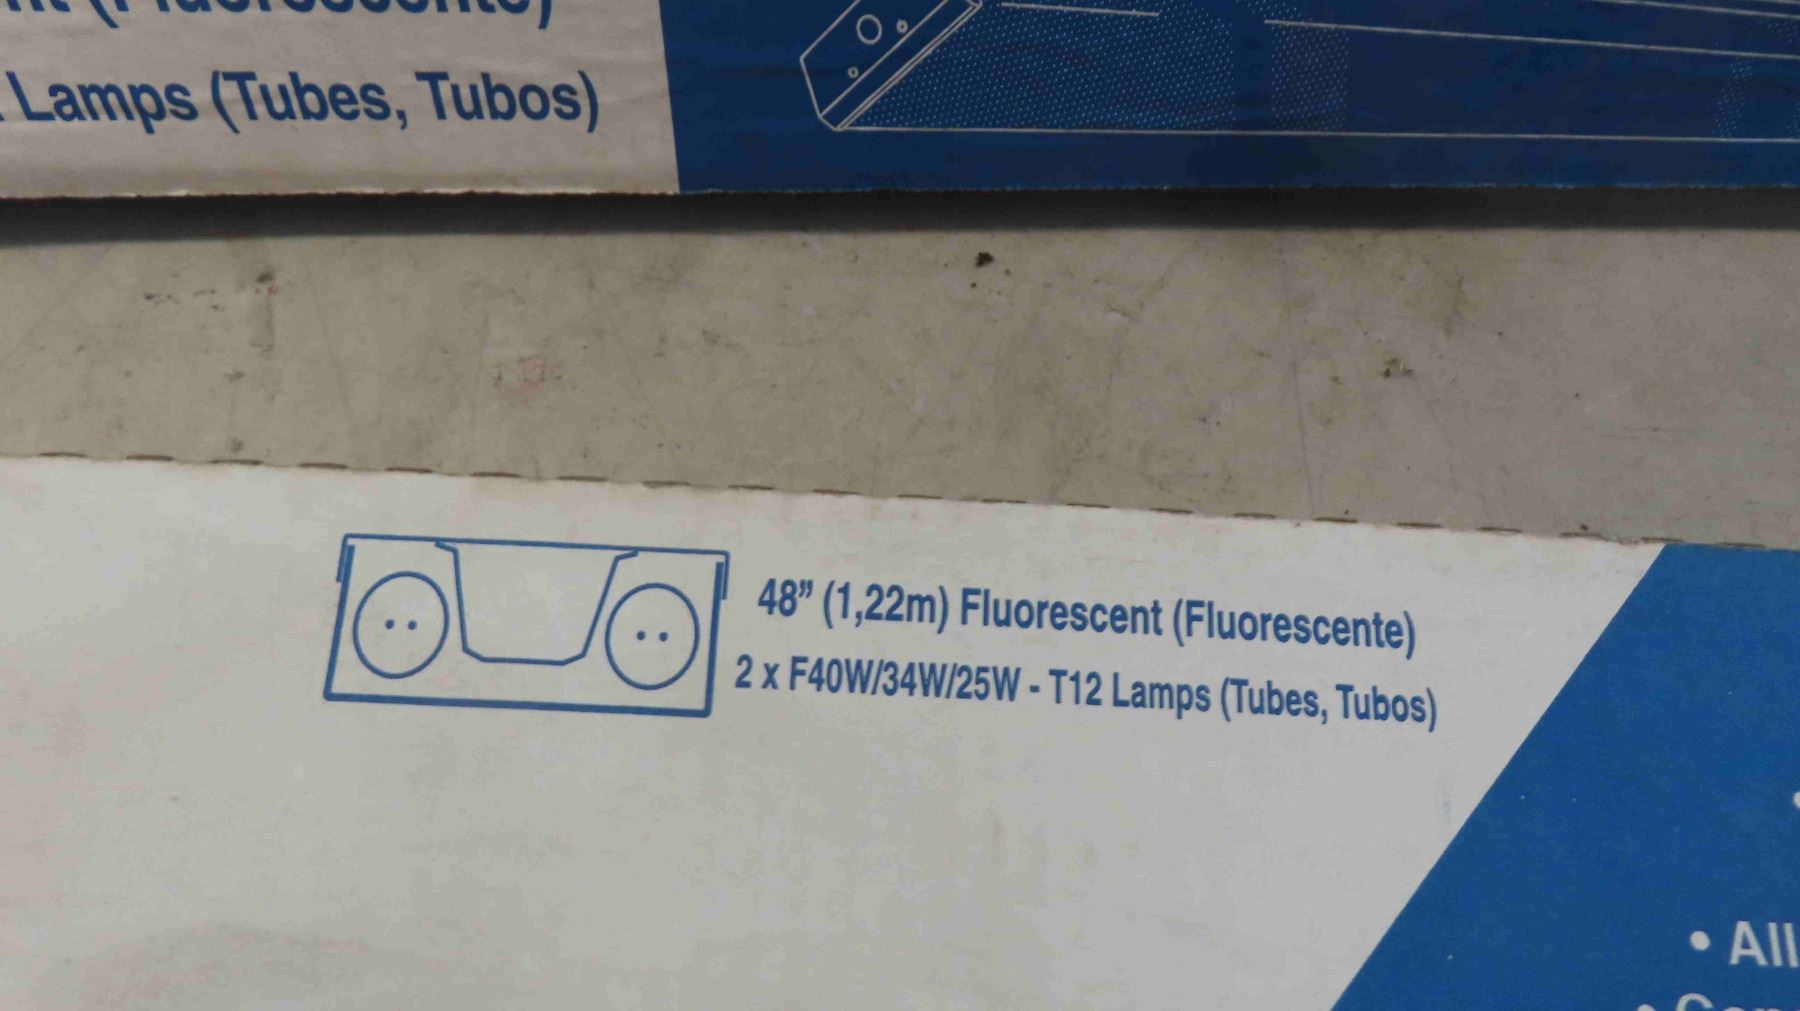 Lamps (Tubes, Tubos)
48” (1,22m) Fluorescent (Fluorescente)
2 x F40W/34W/25W - T12 Lamps (Tubes, Tubos)
• All